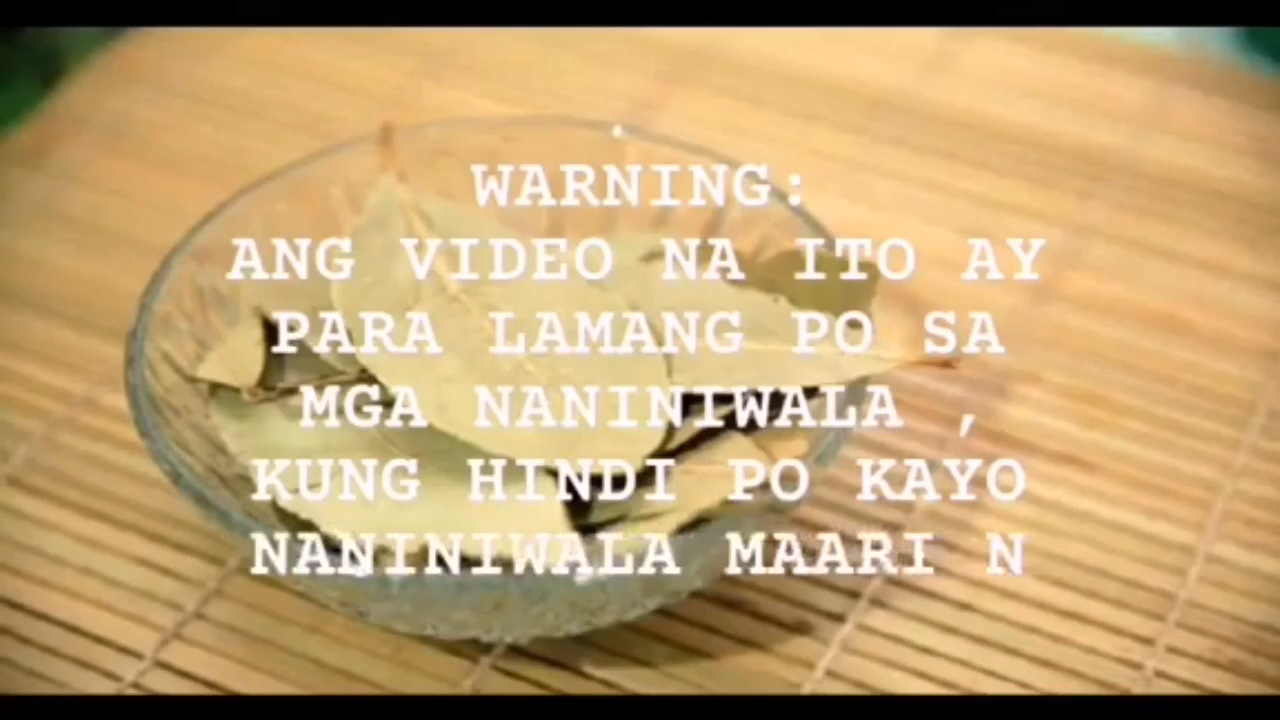 WARNING:
ANG VIDEO NA ITO AY
PARA LAMANG PO SA
MGA NANINIWALA ,
KUNG HINDI PO KAYO
NANINIWALA MAARI N